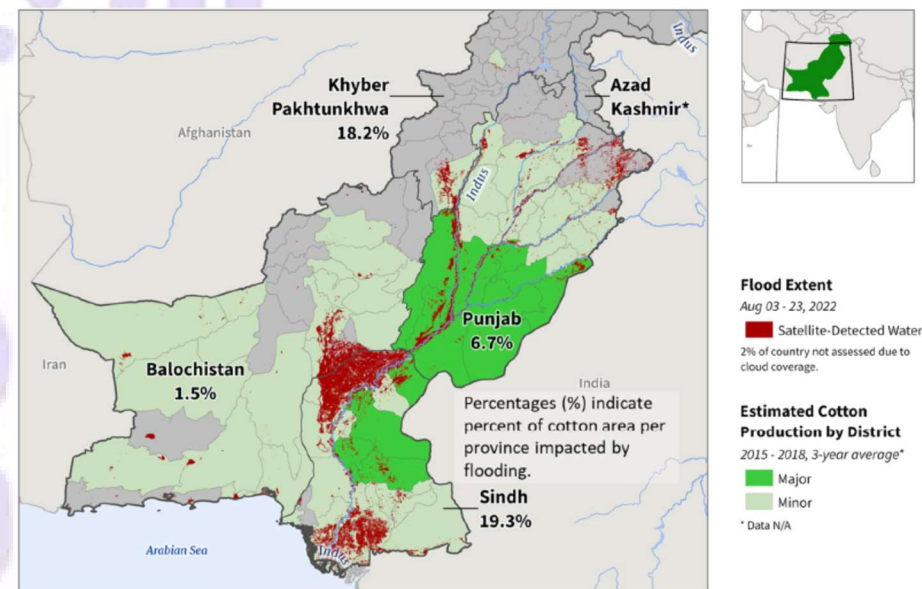 Indus
Khyber
Pakhtunkhwa
18.2%
Azad
Kashmir*
Afghanistan
Indus
Punjab
6.7%
Iran
Balochistan
1.5%
India
Percentages (%) indicate
percent of cotton area per
province impacted by
flooding.
Sindh
19.3%
Arabian Sea
Indus
Flood Extent
Aug 03 - 23, 2022
Satellite-Detected Water
2% of country not assessed due to
cloud coverage.
Estimated Cotton
Production by District
2015 - 2018, 3-year average*
Major
Minor
* Data N/A